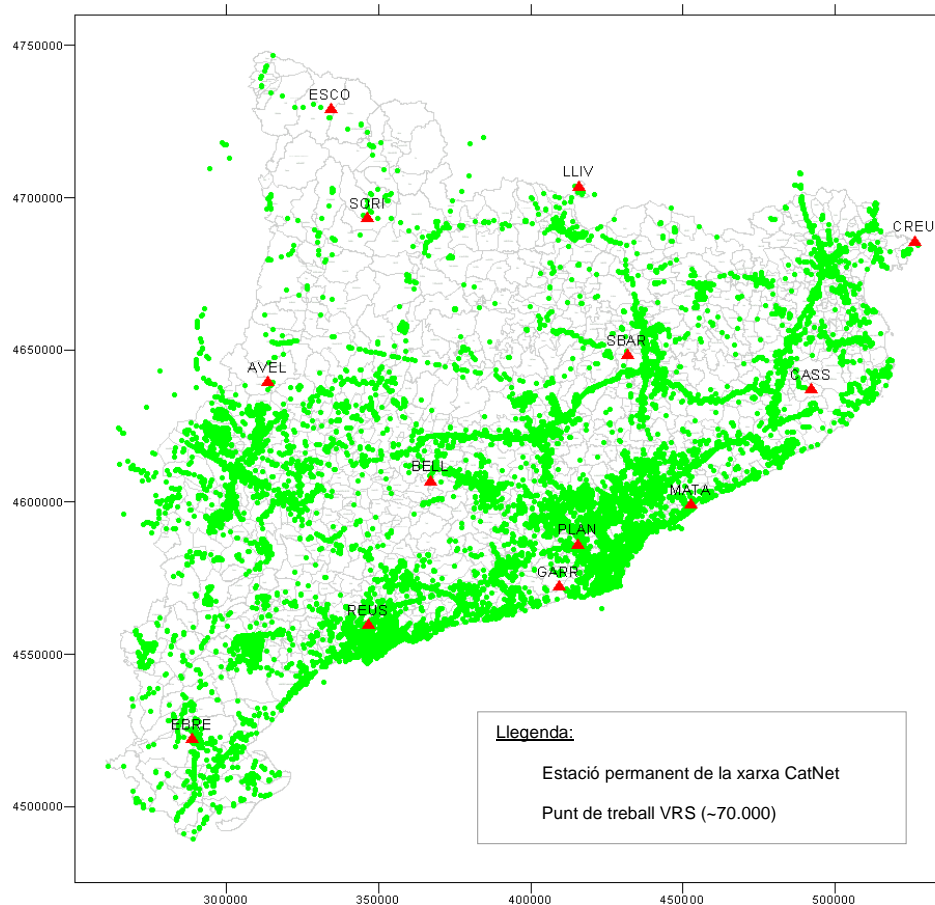 4750000
ESCO
4700000
LLIV
SORI
CREU
4650000
SBAR
AVEL
CASS
BELL
4600000
MATA
PLAN
GARR
REUS
4550000
EBRE
4500000
Llegenda:
Estació permanent de la xarxa CatNet
Punt de treball VRS (~70.000)
300000 350000 400000 450000 500000